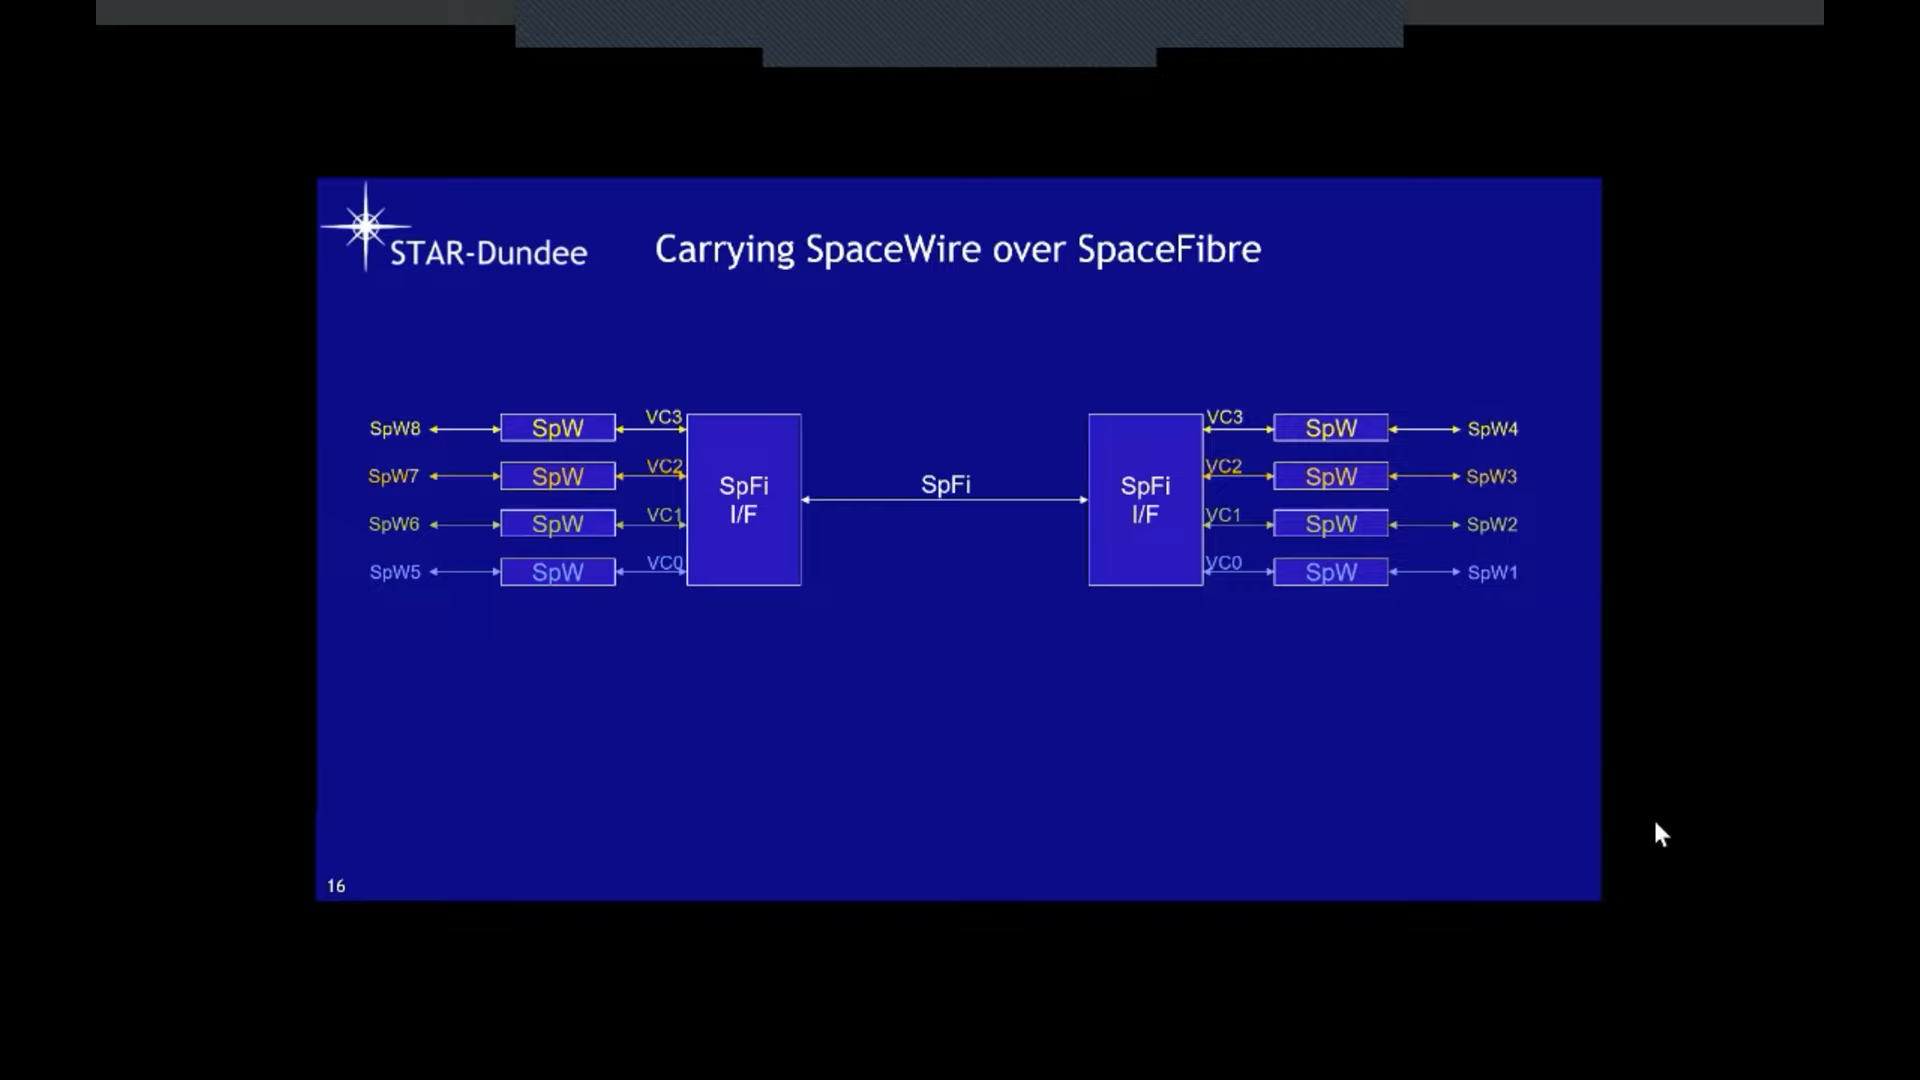 STAR-Dundee
Carrying SpaceWire over SpaceFibre
SpW8 SpW VC3 VC3 SpW SpW4
SpW7 SpW VC2 VC2 SpW SpW3
SpFi SpFi SpFi
I/F I/F
SpW6 SpW VC1 VC1 SpW SpW2
SpW5 SpW VC0 VC0 SpW SpW1
16